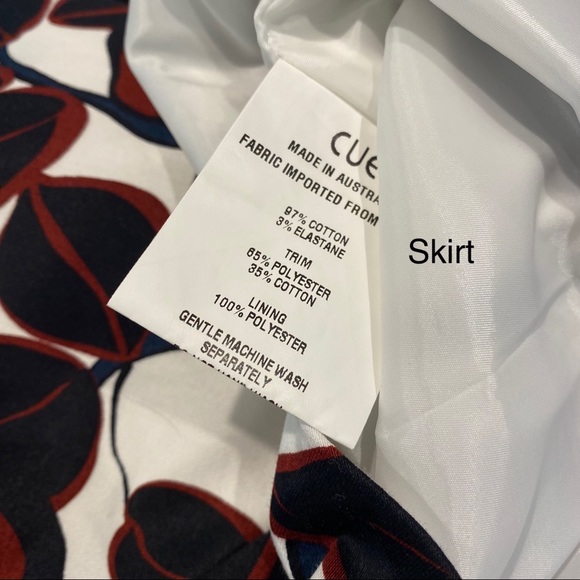 CUE
MADE IN AUSTRA
FABRIC IMPORTED FROM
97% COTTON
3% ELASTANE
TRIM
65% POLYESTER
35% COTTON
LINING
100% POLYESTER
GENTLE MACHINE WASH
SEPARATELY
Skirt